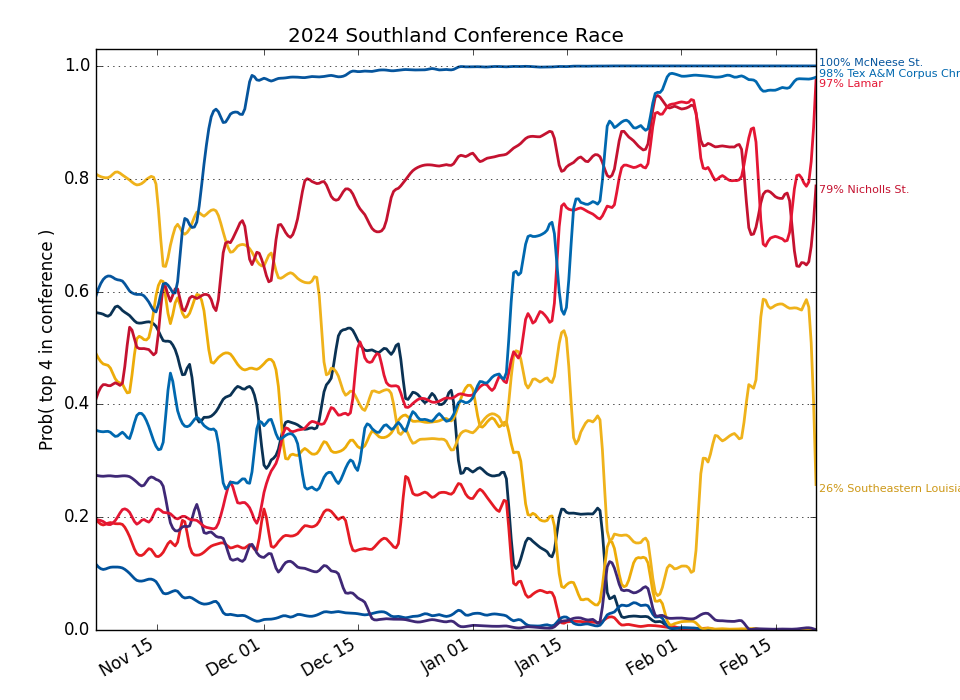 2024 Southland Conference Race
Prob( top 4 in conference )
1.0
0.8
0.6
0.4
0.2
0.0
Nov 15
Dec 01
Dec 15
Jan 01
Jan 15
Feb 01
Feb 15
100% McNeese St.
98% Tex A&M Corpus Chr
97% Lamar
79% Nicholls St.
26% Southeastern Louisia